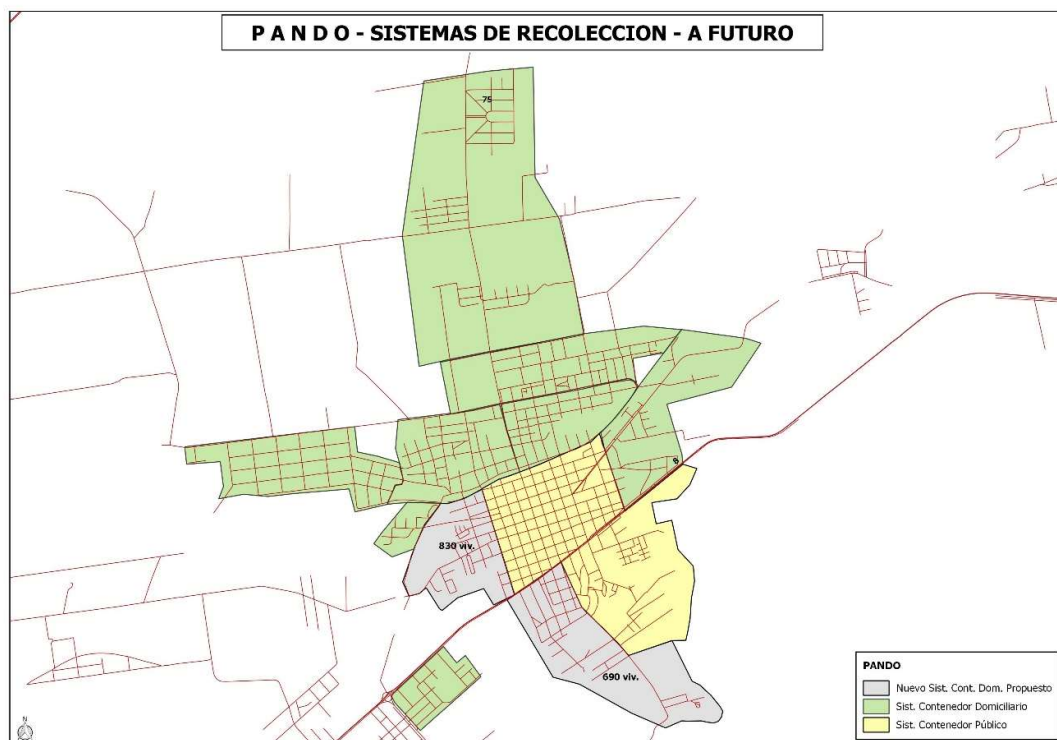 P A N D O - SISTEMAS DE RECOLECCION - A FUTURO
75
8
830 viv.
690 viv.
PANDO
Nuevo Sist. Cont. Dom. Propuesto
Sist. Contenedor Domiciliario
Sist. Contenedor Público
N